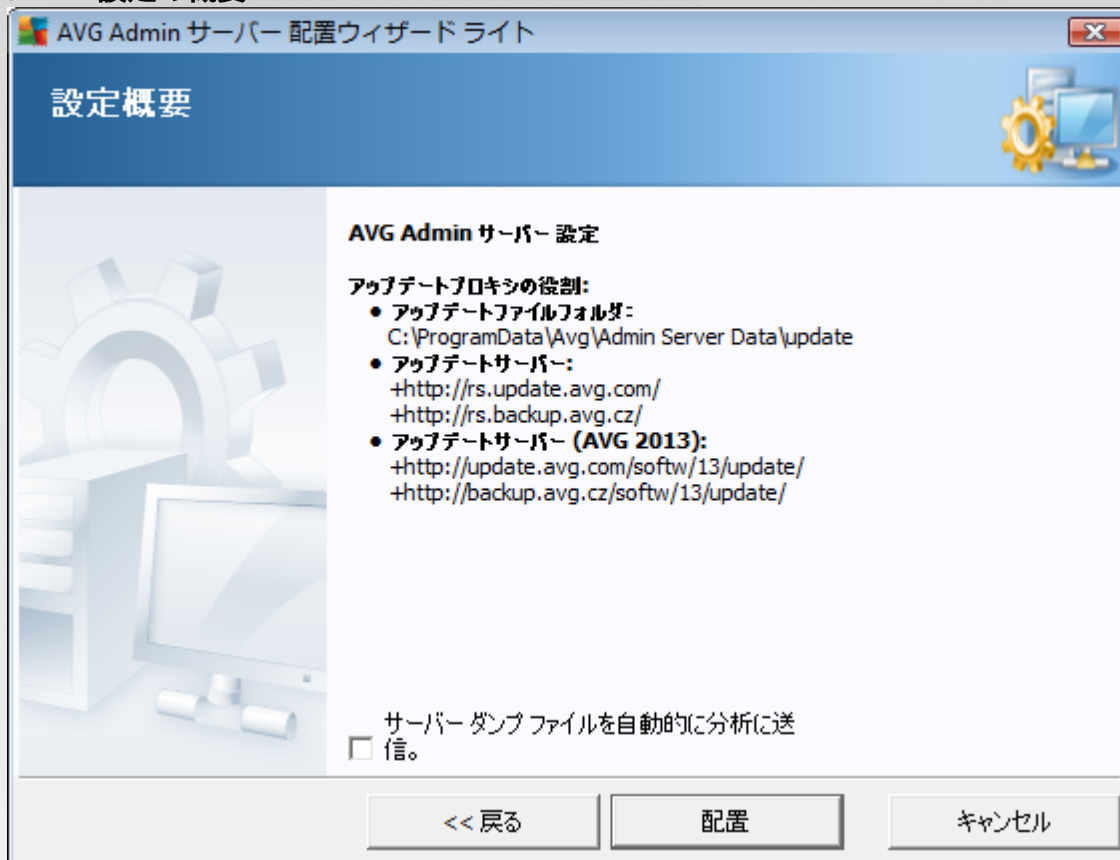 AVG Admin サーバー 配置ウィザード ライト
設定概要
AVG Admin サーバー 設定
アップデートプロキシの役割:
● アップデートファイルフォルダ:
C:\ProgramData\Avg\Admin Server Data\update
● アップデートサーバー:
+http://rs.update.avg.com/
+http://rs.backup.avg.cz/
● アップデートサーバー (AVG 2013):
+http://update.avg.com/softw/13/update/
+http://backup.avg.cz/softw/13/update/
サーバー ダンプ ファイルを自動的に分析に送
信。
<< 戻る
配置
キャンセル